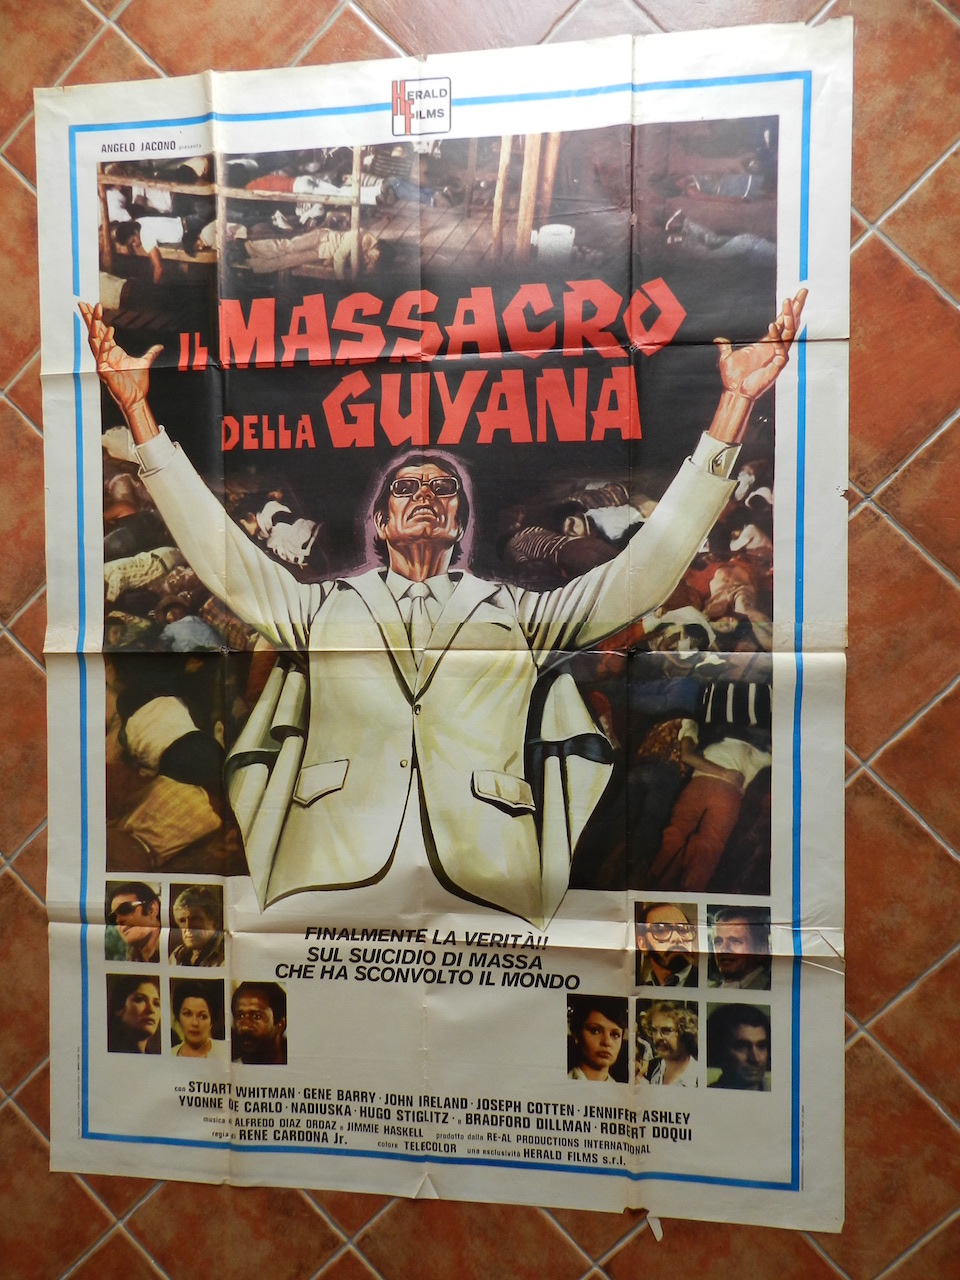 HERALD
FILMS
ANGELO JACONO presenta
IL MASSACRO
DELLA GUYANA
FINALMENTE LA VERITÀ!!
SUL SUICIDIO DI MASSA
CHE HA SCONVOLTO IL MONDO
con STUART WHITMAN · GENE BARRY · JOHN IRELAND · JOSEPH COTTEN · JENNIFER ASHLEY
YVONNE DE CARLO · NADIUSKA · HUGO STIGLITZ · e BRADFORD DILLMAN · ROBERT DOQUI
musica di ALFREDO DIAZ ORDAZ e JIMMIE HASKELL prodotto dalla RE-AL PRODUCTIONS INTERNATIONAL
regia di RENE CARDONA Jr. colore TELECOLOR una esclusività HERALD FILMS s.r.l.